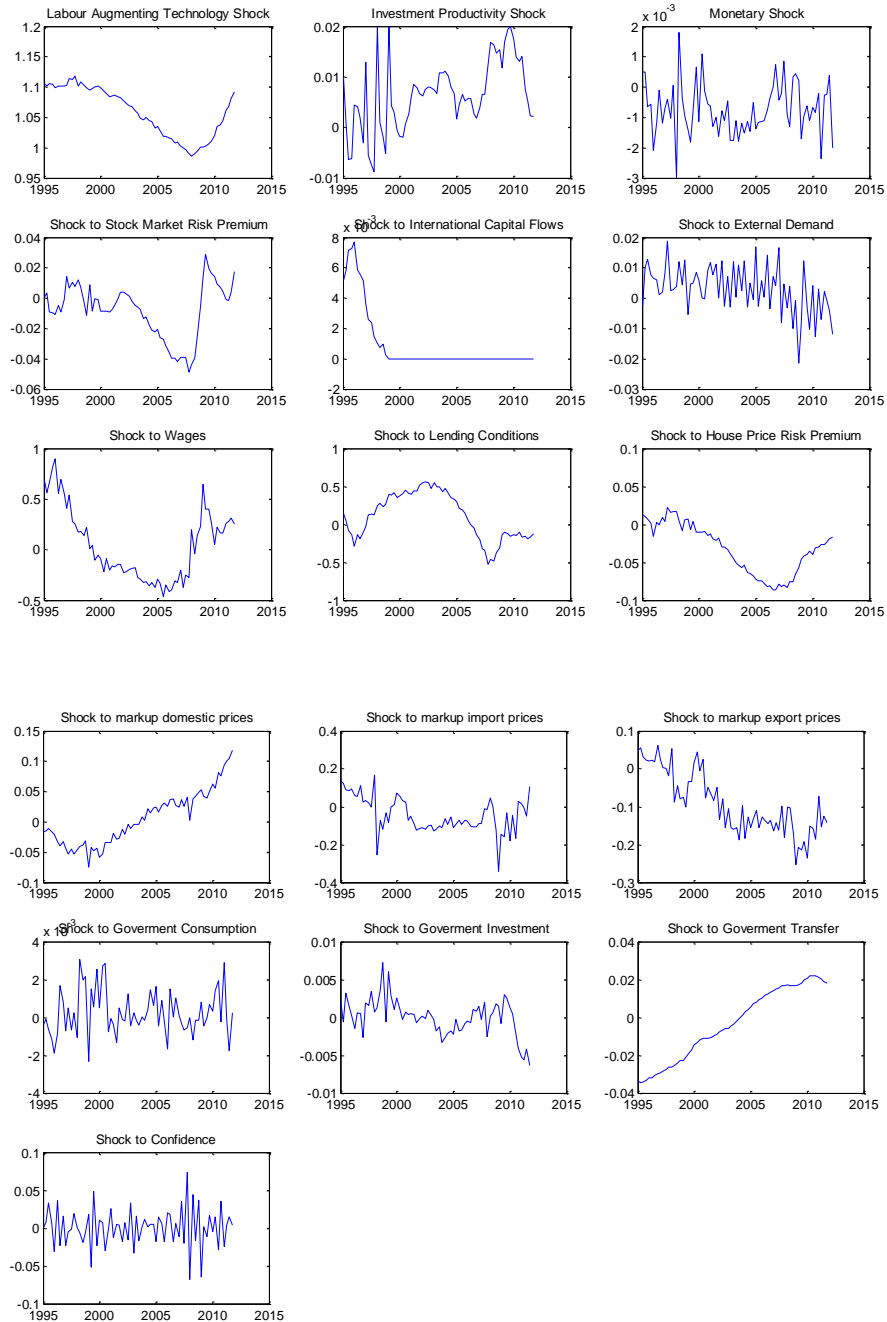 Labour Augmenting Technology Shock
1.2
1.15
1.1
1.05
1
0.95
1995 2000 2005 2010 2015
Investment Productivity Shock
0.02
0.01
0
-0.01
1995 2000 2005 2010 2015
Monetary Shock
x 10-3
2
1
0
-1
-2
-3
1995 2000 2005 2010 2015
Shock to Stock Market Risk Premium
0.04
0.02
0
-0.02
-0.04
-0.06
1995 2000 2005 2010 2015
Shock to International Capital Flows
x 10-3
8
6
4
2
0
-2
1995 2000 2005 2010 2015
Shock to External Demand
0.02
0.01
0
-0.01
-0.02
-0.03
1995 2000 2005 2010 2015
Shock to Wages
1
0.5
0
-0.5
1995 2000 2005 2010 2015
Shock to Lending Conditions
1
0.5
0
-0.5
-1
1995 2000 2005 2010 2015
Shock to House Price Risk Premium
0.1
0.05
0
-0.05
-0.1
1995 2000 2005 2010 2015
Shock to markup domestic prices
0.15
0.1
0.05
0
-0.05
-0.1
1995 2000 2005 2010 2015
Shock to markup import prices
0.4
0.2
0
-0.2
-0.4
1995 2000 2005 2010 2015
Shock to markup export prices
0.1
0
-0.1
-0.2
-0.3
1995 2000 2005 2010 2015
Shock to Goverment Consumption
x 10-3
4
2
0
-2
-4
1995 2000 2005 2010 2015
Shock to Goverment Investment
0.01
0.005
0
-0.005
-0.01
1995 2000 2005 2010 2015
Shock to Goverment Transfer
0.04
0.02
0
-0.02
-0.04
1995 2000 2005 2010 2015
Shock to Confidence
0.1
0.05
0
-0.05
-0.1
1995 2000 2005 2010 2015